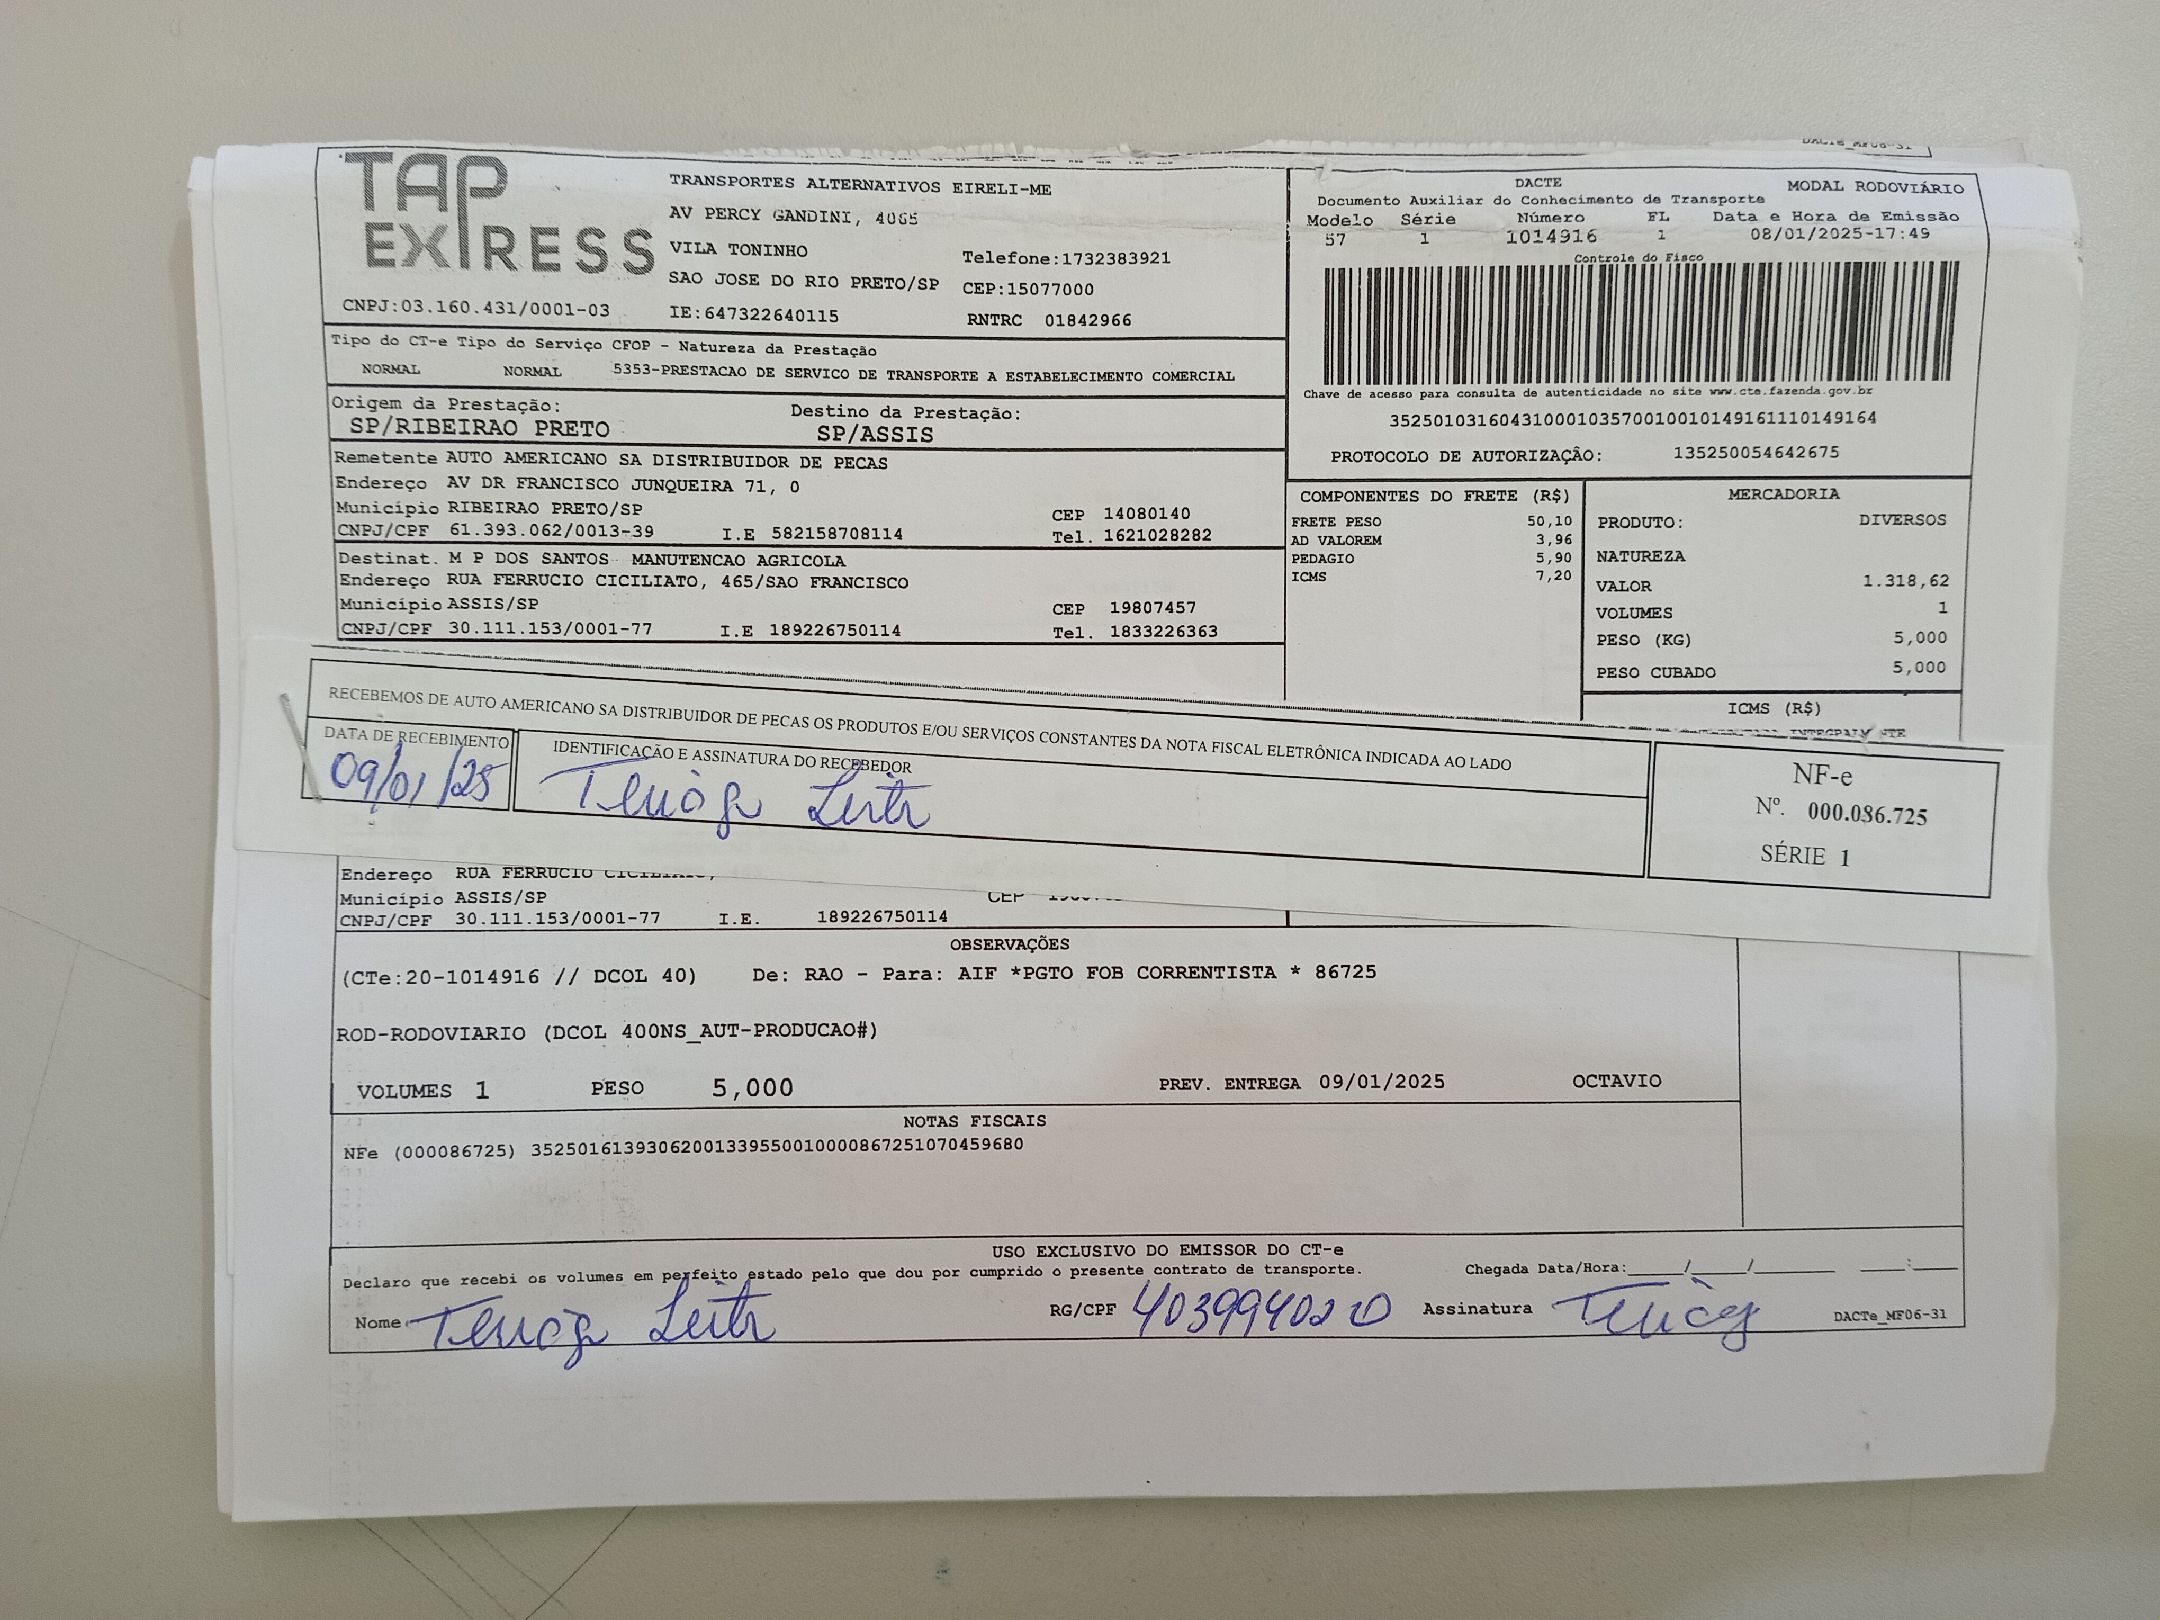 DACTe_MF06-31
TAP EXPRESS
TRANSPORTES ALTERNATIVOS EIRELI-ME
AV PERCY GANDINI, 4065
VILA TONINHO
Telefone:1732383921
SAO JOSE DO RIO PRETO/SP
CEP:15077000
CNPJ:03.160.431/0001-03
IE:647322640115
RNTRC 01842966
DACTE
MODAL RODOVIÁRIO
Documento Auxiliar do Conhecimento de Transporte
Modelo Série Número FL Data e Hora de Emissão
57 1 1014916 1 08/01/2025-17:49
Controle do Fisco
Chave de acesso para consulta de autenticidade no site www.cte.fazenda.gov.br
35250103160431000103570010010149161110149164
PROTOCOLO DE AUTORIZAÇÃO: 135250054642675
Tipo do CT-e Tipo do Serviço CFOP - Natureza da Prestação
NORMAL NORMAL 5353-PRESTACAO DE SERVICO DE TRANSPORTE A ESTABELECIMENTO COMERCIAL
Origem da Prestação: Destino da Prestação:
SP/RIBEIRAO PRETO SP/ASSIS
Remetente AUTO AMERICANO SA DISTRIBUIDOR DE PECAS
Endereço AV DR FRANCISCO JUNQUEIRA 71, 0
Município RIBEIRAO PRETO/SP CEP 14080140
CNPJ/CPF 61.393.062/0013-39 I.E 582158708114 Tel. 1621028282
Destinat. M P DOS SANTOS MANUTENCAO AGRICOLA
Endereço RUA FERRUCIO CICILIATO, 465/SAO FRANCISCO
Município ASSIS/SP CEP 19807457
CNPJ/CPF 30.111.153/0001-77 I.E 189226750114 Tel. 1833226363
COMPONENTES DO FRETE (R$)
FRETE PESO 50,10
AD VALOREM 3,96
PEDAGIO 5,90
ICMS 7,20
MERCADORIA
PRODUTO: DIVERSOS
NATUREZA
VALOR 1.318,62
VOLUMES 1
PESO (KG) 5,000
PESO CUBADO 5,000
ICMS (R$)
INTEGRALMENTE
RECEBEMOS DE AUTO AMERICANO SA DISTRIBUIDOR DE PECAS OS PRODUTOS E/OU SERVIÇOS CONSTANTES DA NOTA FISCAL ELETRÔNICA INDICADA AO LADO
DATA DE RECEBIMENTO
09/01/25
IDENTIFICAÇÃO E ASSINATURA DO RECEBEDOR
NF-e
Nº. 000.086.725
SÉRIE 1
Endereço RUA FERRUCIO
Município ASSIS/SP CEP
CNPJ/CPF 30.111.153/0001-77 I.E. 189226750114
OBSERVAÇÕES
(CTe:20-1014916 // DCOL 40) De: RAO - Para: AIF *PGTO FOB CORRENTISTA * 86725
ROD-RODOVIARIO (DCOL 400NS_AUT-PRODUCAO#)
VOLUMES 1 PESO 5,000 PREV. ENTREGA 09/01/2025 OCTAVIO
NOTAS FISCAIS
NFe (000086725) 35250161393062001339550010000867251070459680
USO EXCLUSIVO DO EMISSOR DO CT-e
Declaro que recebi os volumes em perfeito estado pelo que dou por cumprido o presente contrato de transporte. Chegada Data/Hora:____/____/______ ___:___
Nome RG/CPF 4039940220 Assinatura DACTe_MF06-31